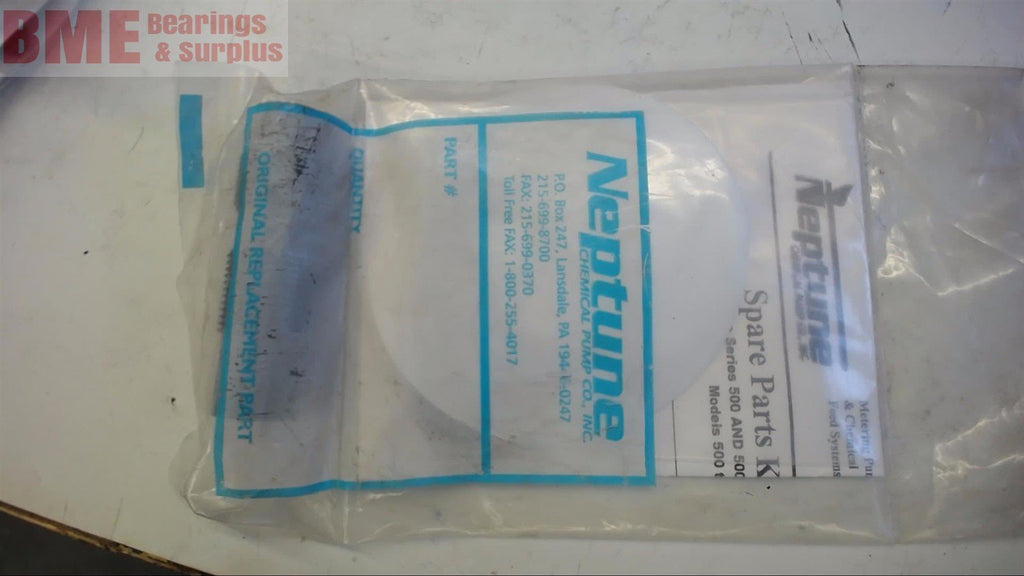 BME Bearings
& Surplus
Neptune
CHEMICAL PUMP CO., INC.
P.O. Box 247, Lansdale, PA 194 -0247
215-699-8700
FAX: 215-699-0370
Toll Free FAX: 1-800-255-4017
PART #
QUANTITY
ORIGINAL REPLACEMENT PART
Neptune
Metering Pu
& Chemical
Feed Systems
Spare Parts K
Series 500 AND 500
Models 500 t